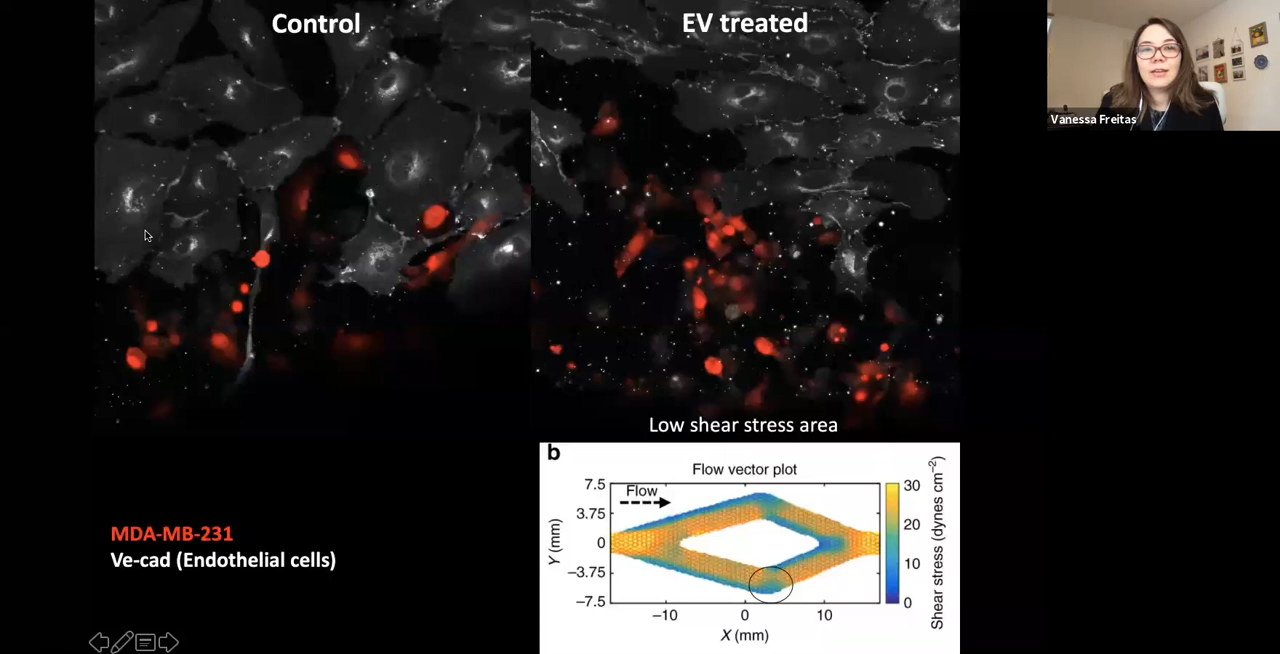 Control
EV treated
Vanessa Freitas
Low shear stress area
MDA-MB-231
Ve-cad (Endothelial cells)
b
Flow vector plot
Flow
7.5
3.75
0
−3.75
−7.5
Y (mm)
−10
0
10
X (mm)
30
20
10
0
Shear stress (dynes cm⁻²)